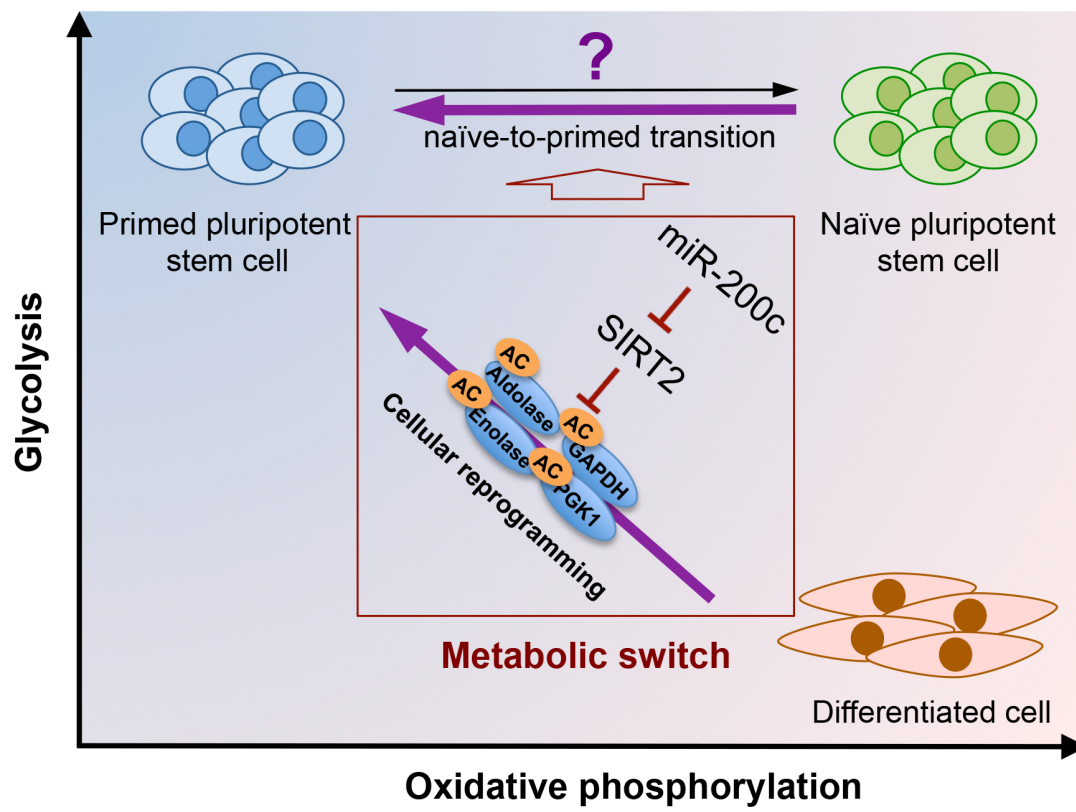 ?
naïve-to-primed transition
Primed pluripotent
stem cell
Naïve pluripotent
stem cell
miR-200c
SIRT2
AC
Aldolase
AC
Enolase
AC
GAPDH
AC
PGK1
Cellular reprogramming
Metabolic switch
Differentiated cell
Glycolysis
Oxidative phosphorylation